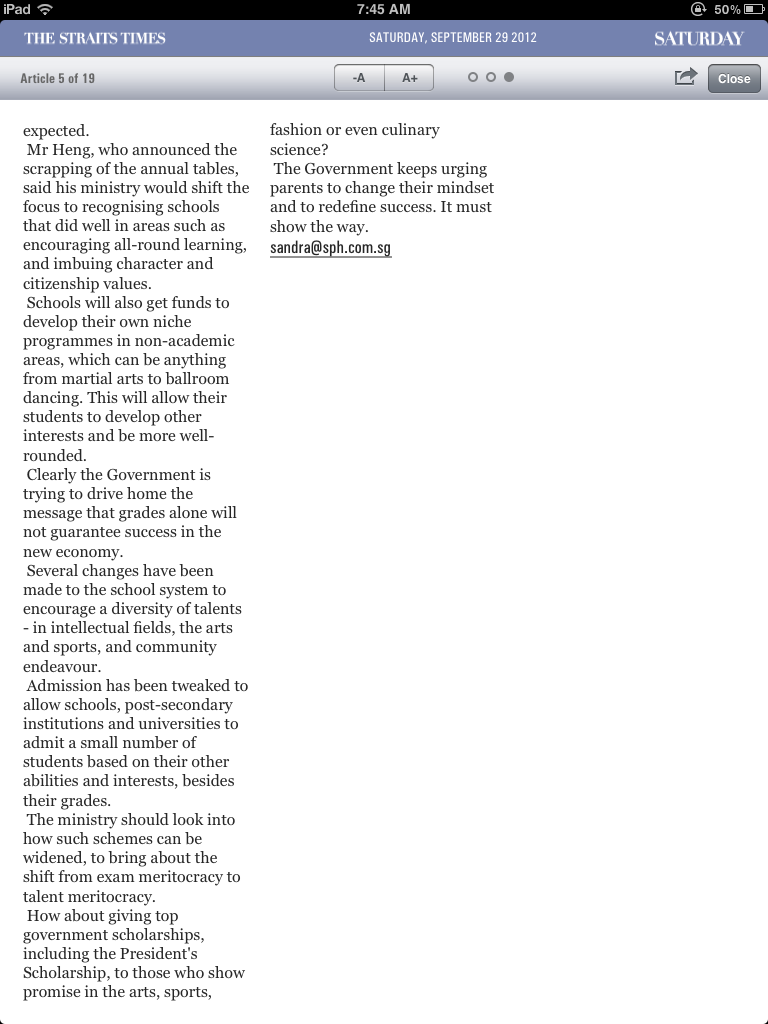 iPad
7:45 AM
50%
THE STRAITS TIMES
SATURDAY, SEPTEMBER 29 2012
SATURDAY
Article 5 of 19
-A
A+
Close
expected.
Mr Heng, who announced the
scrapping of the annual tables,
said his ministry would shift the
focus to recognising schools
that did well in areas such as
encouraging all-round learning,
and imbuing character and
citizenship values.
Schools will also get funds to
develop their own niche
programmes in non-academic
areas, which can be anything
from martial arts to ballroom
dancing. This will allow their
students to develop other
interests and be more well-
rounded.
Clearly the Government is
trying to drive home the
message that grades alone will
not guarantee success in the
new economy.
Several changes have been
made to the school system to
encourage a diversity of talents
- in intellectual fields, the arts
and sports, and community
endeavour.
Admission has been tweaked to
allow schools, post-secondary
institutions and universities to
admit a small number of
students based on their other
abilities and interests, besides
their grades.
The ministry should look into
how such schemes can be
widened, to bring about the
shift from exam meritocracy to
talent meritocracy.
How about giving top
government scholarships,
including the President's
Scholarship, to those who show
promise in the arts, sports,
fashion or even culinary
science?
The Government keeps urging
parents to change their mindset
and to redefine success. It must
show the way.
sandra@sph.com.sg